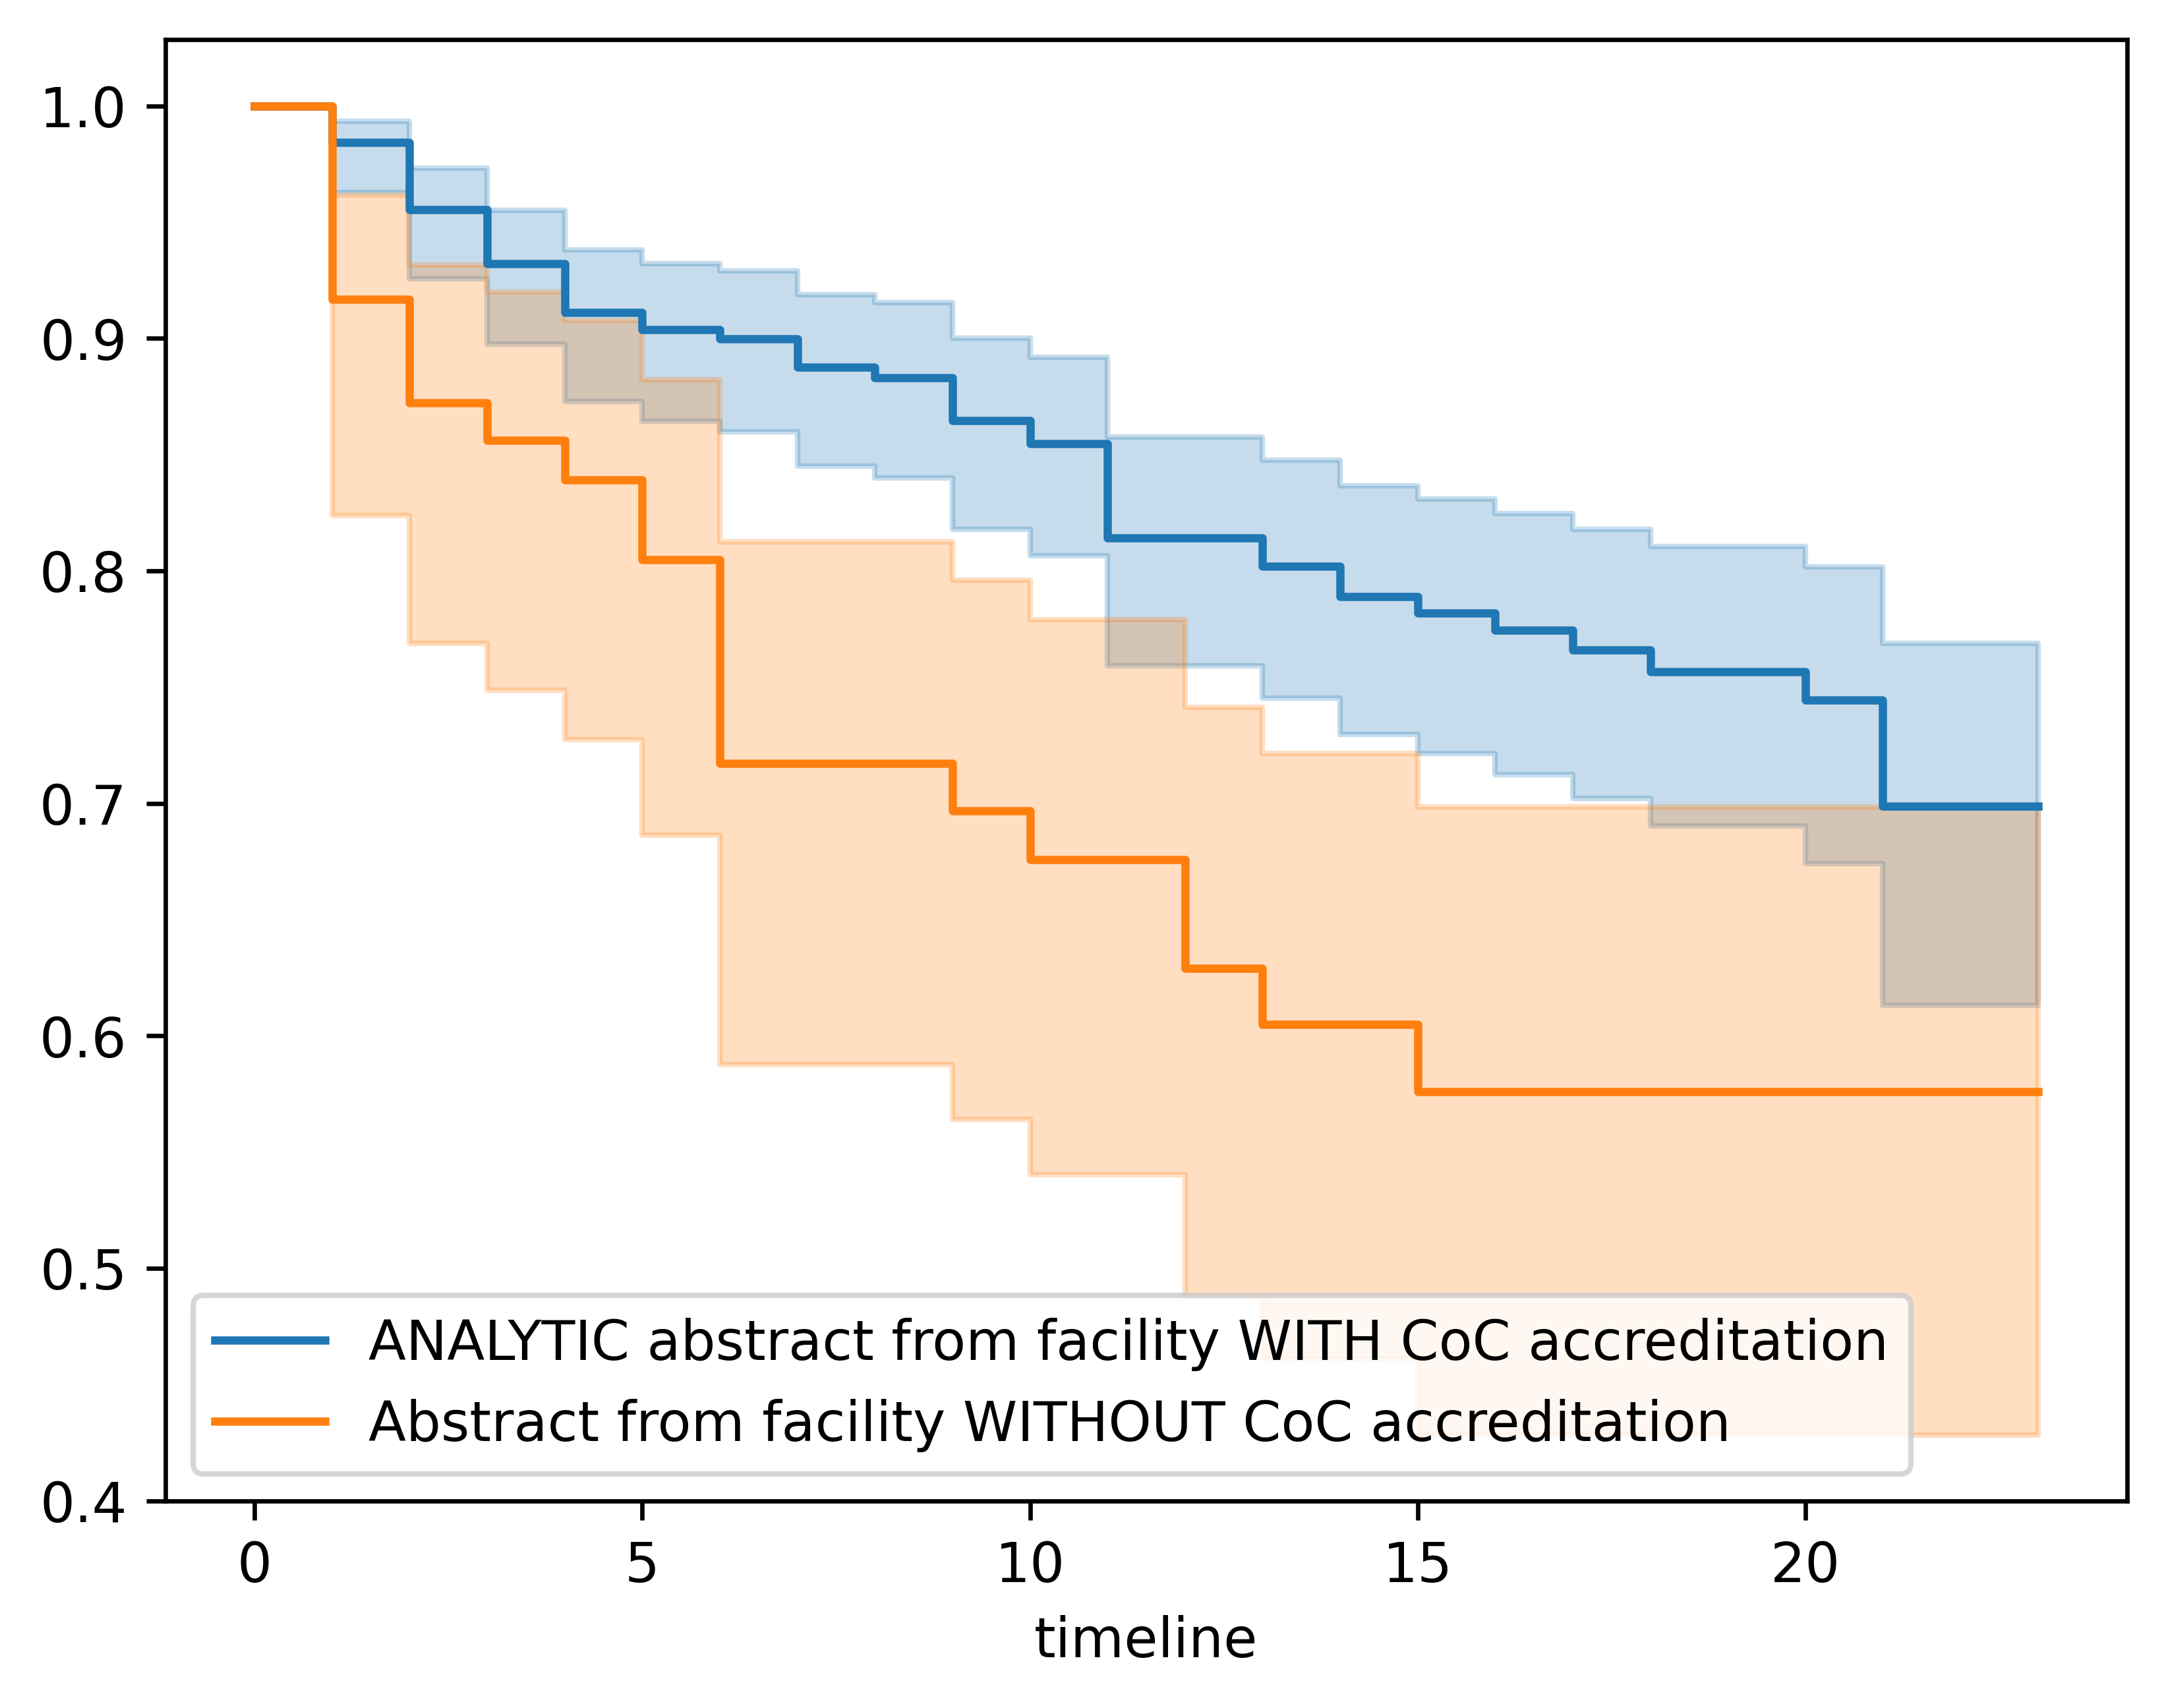 1.0
0.9
0.8
0.7
0.6
0.5
0.4
ANALYTIC abstract from facility WITH CoC accreditation
Abstract from facility WITHOUT CoC accreditation
0 5 10 15 20
timeline